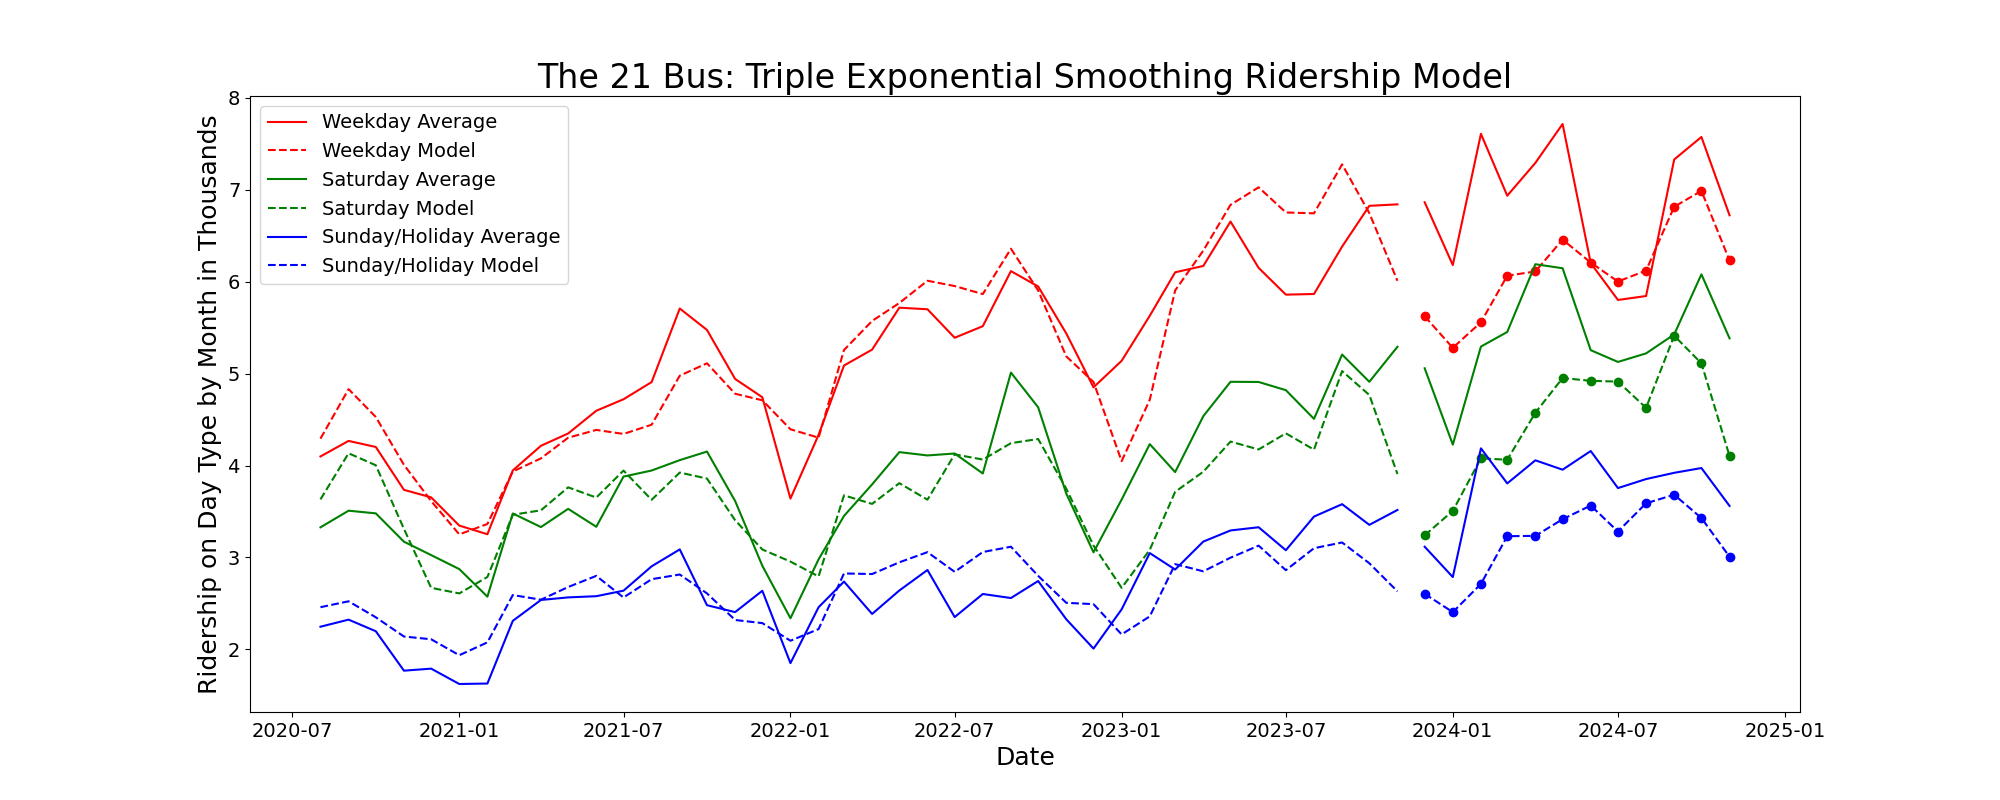 The 21 Bus: Triple Exponential Smoothing Ridership Model
Ridership on Day Type by Month in Thousands
8
7
6
5
4
3
2
Weekday Average
Weekday Model
Saturday Average
Saturday Model
Sunday/Holiday Average
Sunday/Holiday Model
2020-07
2021-01
2021-07
2022-01
2022-07
2023-01
2023-07
2024-01
2024-07
2025-01
Date